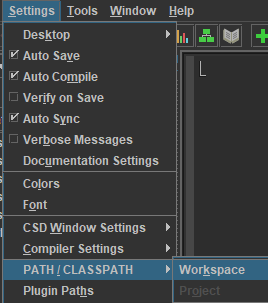 Settings Tools Window Help
Desktop
Auto Save
Auto Compile
Verify on Save
Auto Sync
Verbose Messages
Documentation Settings
Colors
Font
CSD Window Settings
Compiler Settings
PATH / CLASSPATH Workspace
Plugin Paths Project